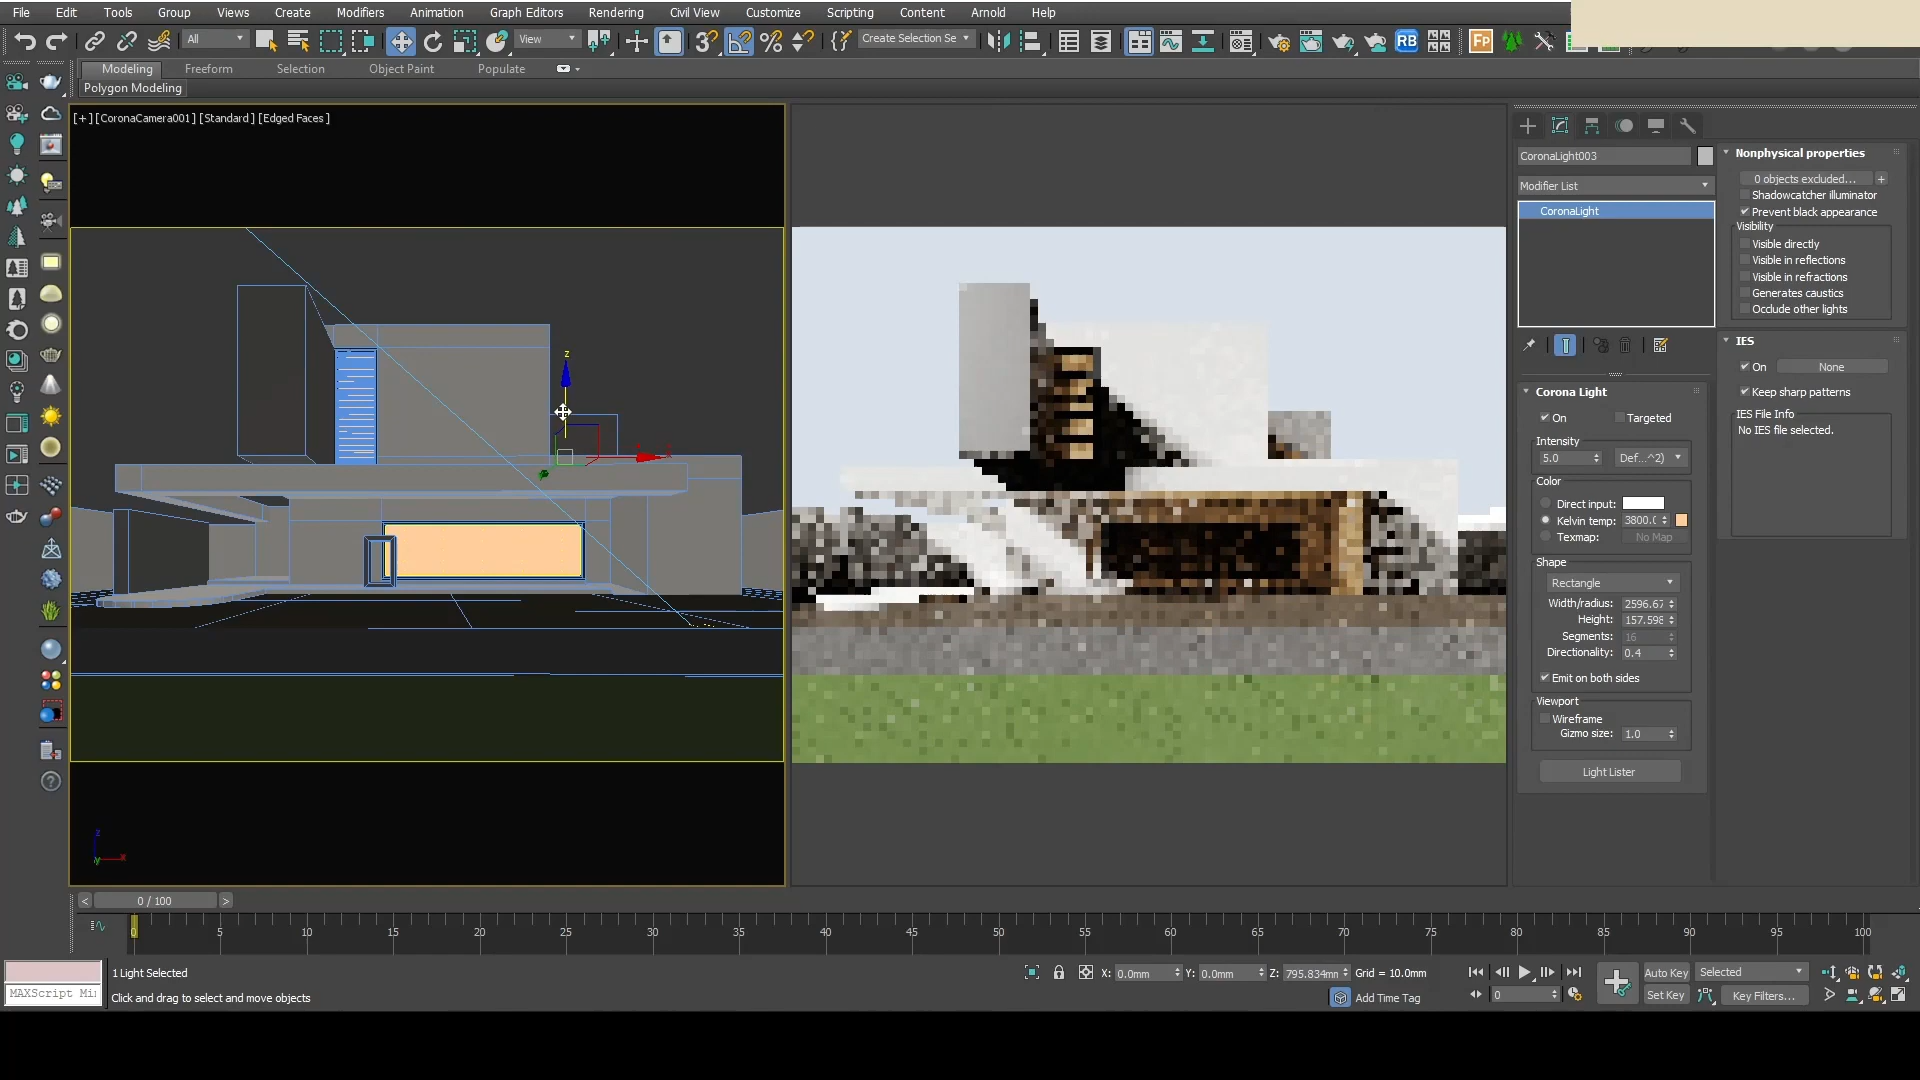 File Edit Tools Group Views Create Modifiers Animation Graph Editors Rendering Civil View Customize Scripting Content Arnold Help
All View Create Selection Se RB FP
Modeling Freeform Selection Object Paint Populate
Polygon Modeling
[+] [CoronaCamera001] [Standard] [Edged Faces]
z
x
z
y x
CoronaLight003
Modifier List
CoronaLight
Corona Light
On Targeted
Intensity
5.0 Def...^2)
Color
Direct input:
Kelvin temp: 3800.(
Texmap: No Map
Shape
Rectangle
Width/radius: 2596.67
Height: 157.598
Segments: 16
Directionality: 0.4
Emit on both sides
Viewport
Wireframe
Gizmo size: 1.0
Light Lister
Nonphysical properties
0 objects excluded... +
Shadowcatcher illuminator
Prevent black appearance
Visibility
Visible directly
Visible in reflections
Visible in refractions
Generates caustics
Occlude other lights
IES
On None
Keep sharp patterns
IES File Info
No IES file selected.
< 0 / 100 >
0 5 10 15 20 25 30 35 40 45 50 55 60 65 70 75 80 85 90 95 100
1 Light Selected X: 0.0mm Y: 0.0mm Z: 795.834mm Grid = 10.0mm Auto Key Selected
MAXScript Mi Click and drag to select and move objects Add Time Tag 0 Set Key Key Filters...